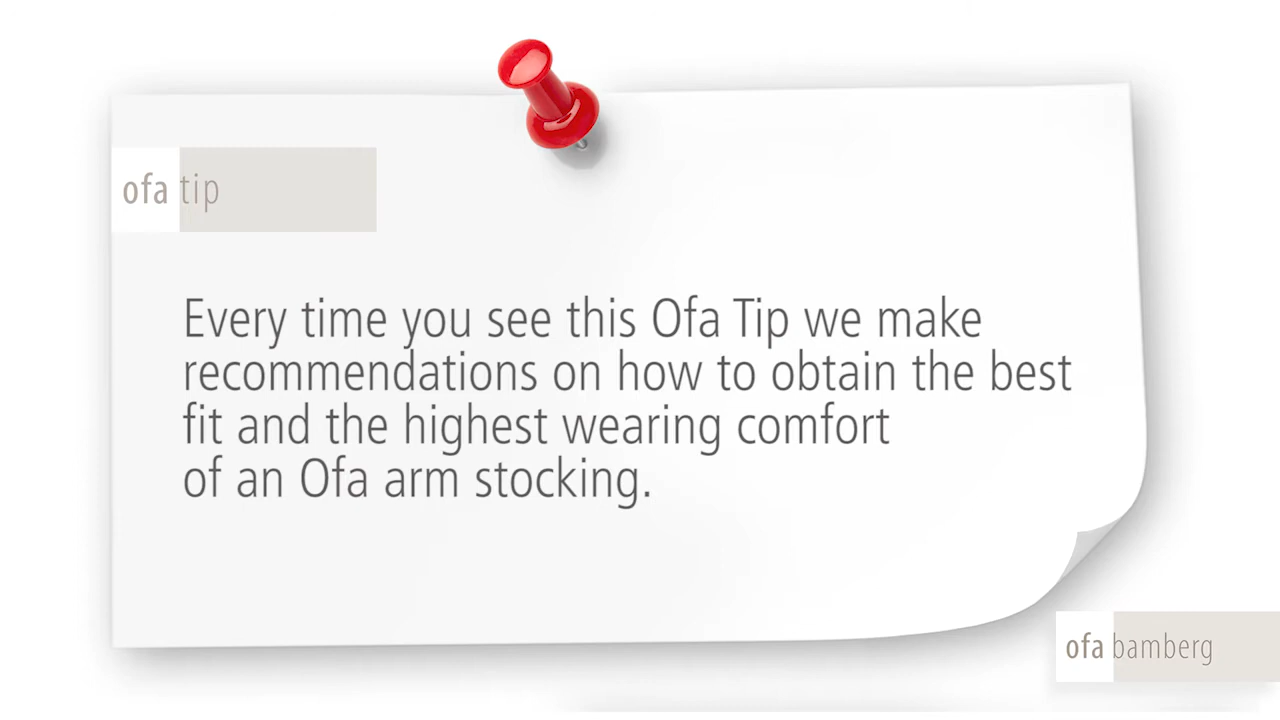 ofa tip
Every time you see this Ofa Tip we make
recommendations on how to obtain the best
fit and the highest wearing comfort
of an Ofa arm stocking.
ofa bamberg